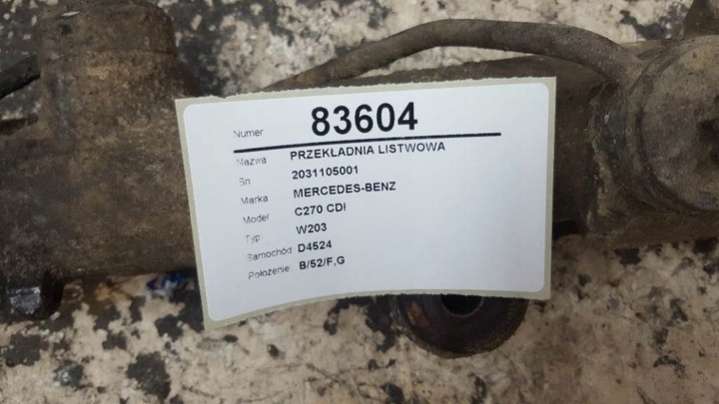 Numer 83604
Nazwa PRZEKŁADNIA LISTWOWA
Sn 2031105001
Marka MERCEDES-BENZ
Model C270 CDI
Typ: W203
Samochód D4524
Położenie B/52/F,G